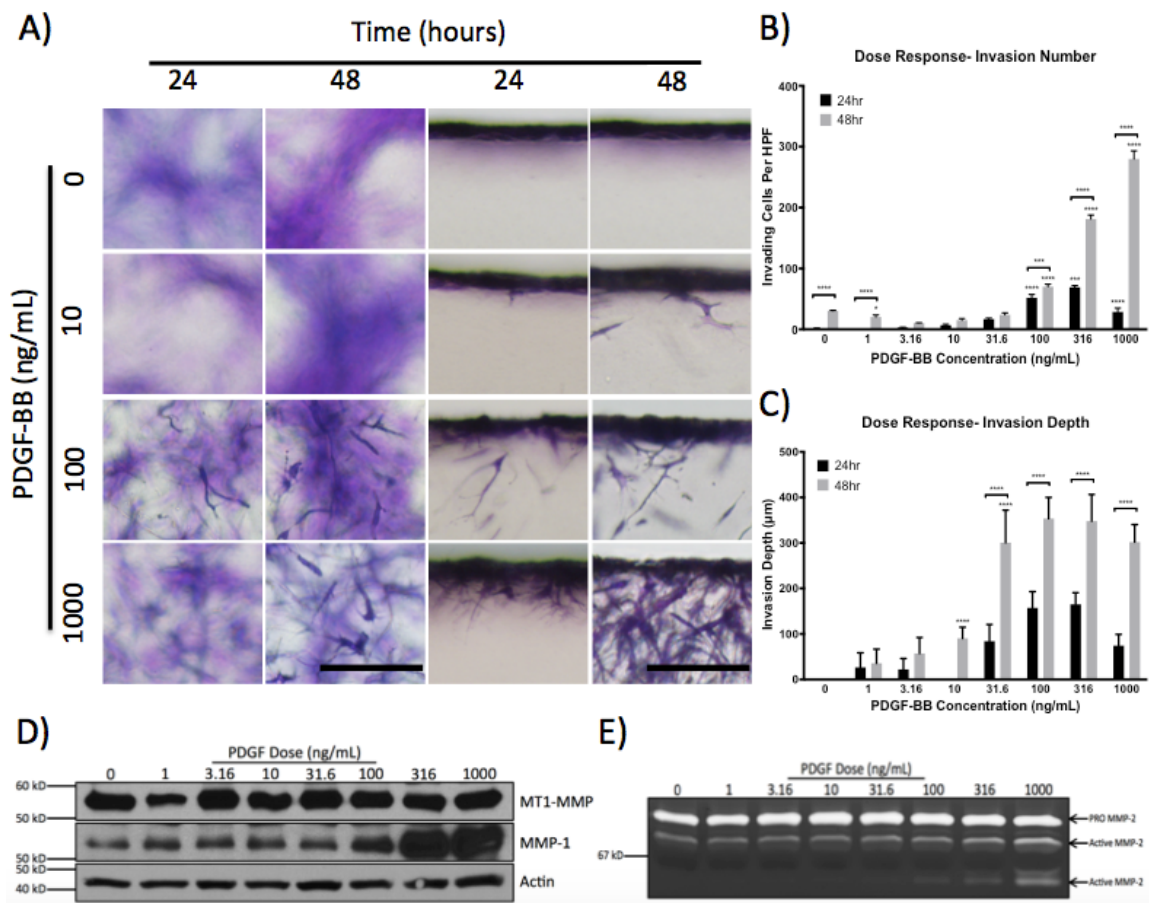 A)
Time (hours)
24 48 24 48
PDGF-BB (ng/mL)
0
10
100
1000
B)
Dose Response- Invasion Number
24hr
48hr
Invading Cells Per HPF
400
300
200
100
0
**** **** **** *** **** **** **** *** **** **** ****
*
0 1 3.16 10 31.6 100 316 1000
PDGF-BB Concentration (ng/mL)
C)
Dose Response- Invasion Depth
24hr
48hr
Invasion Depth (µm)
500
400
300
200
100
0
**** **** **** **** **** ****
0 1 3.16 10 31.6 100 316 1000
PDGF-BB Concentration (ng/mL)
D)
PDGF Dose (ng/mL)
0 1 3.16 10 31.6 100 316 1000
60 kD
50 kD
MT1-MMP
50 kD
MMP-1
50 kD
40 kD
Actin
E)
PDGF Dose (ng/mL)
0 1 3.16 10 31.6 100 316 1000
67 kD
PRO MMP-2
Active MMP-2
Active MMP-2